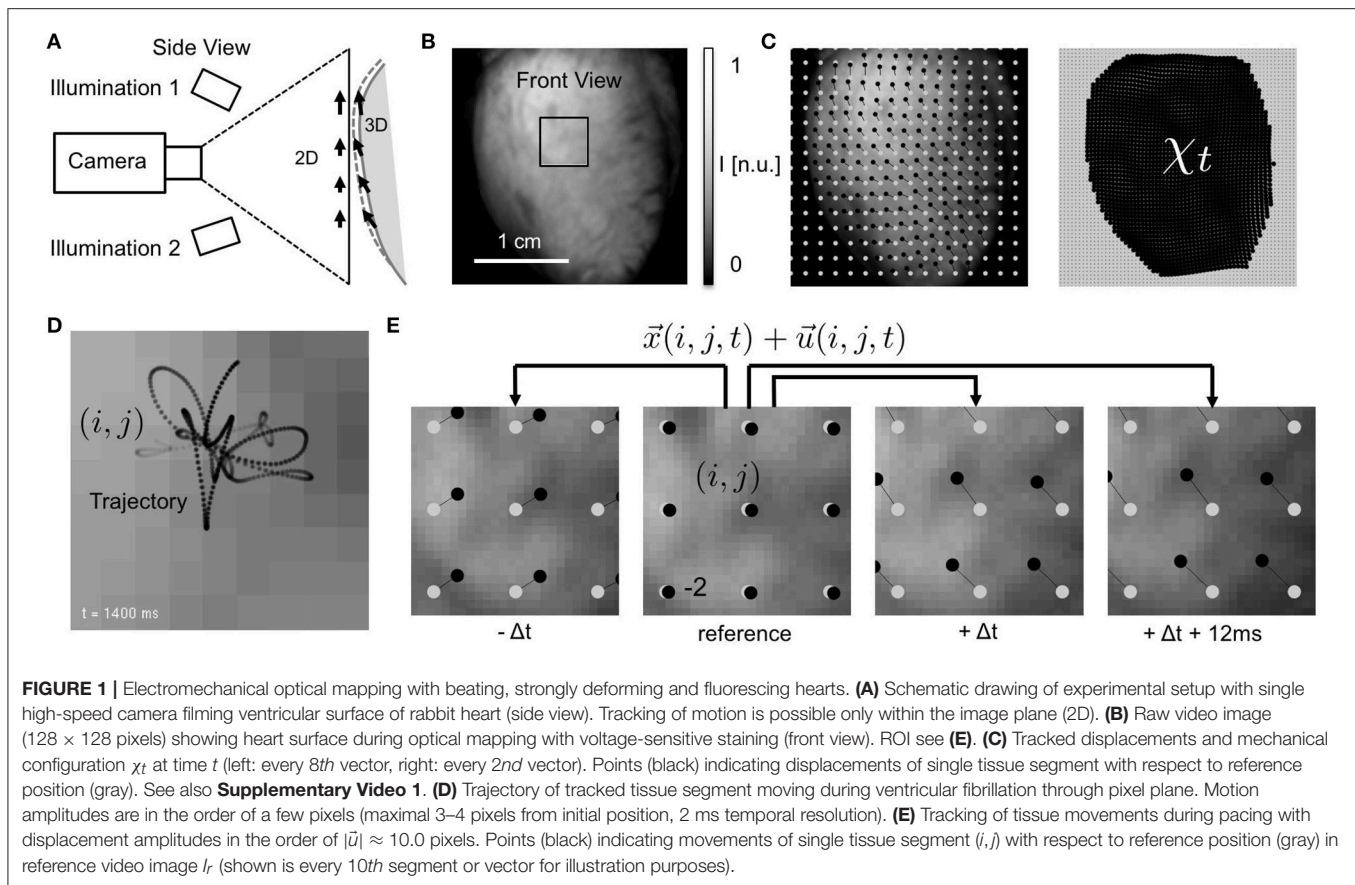 A
Side View
Illumination 1
Camera
Illumination 2
2D
3D
B
Front View
1 cm
1
I [n.u.]
0
C
χt
D
(i, j)
Trajectory
t = 1400 ms
E
x⃗(i, j, t) + u⃗(i, j, t)
(i, j)
-2
- Δt
reference
+ Δt
+ Δt + 12ms
FIGURE 1 | Electromechanical optical mapping with beating, strongly deforming and fluorescing hearts. (A) Schematic drawing of experimental setup with single
high-speed camera filming ventricular surface of rabbit heart (side view). Tracking of motion is possible only within the image plane (2D). (B) Raw video image
(128 × 128 pixels) showing heart surface during optical mapping with voltage-sensitive staining (front view). ROI see (E). (C) Tracked displacements and mechanical
configuration χt at time t (left: every 8th vector, right: every 2nd vector). Points (black) indicating displacements of single tissue segment with respect to reference
position (gray). See also Supplementary Video 1. (D) Trajectory of tracked tissue segment moving during ventricular fibrillation through pixel plane. Motion
amplitudes are in the order of a few pixels (maximal 3–4 pixels from initial position, 2 ms temporal resolution). (E) Tracking of tissue movements during pacing with
displacement amplitudes in the order of |u⃗| ≈ 10.0 pixels. Points (black) indicating movements of single tissue segment (i, j) with respect to reference position (gray) in
reference video image Ir (shown is every 10th segment or vector for illustration purposes).